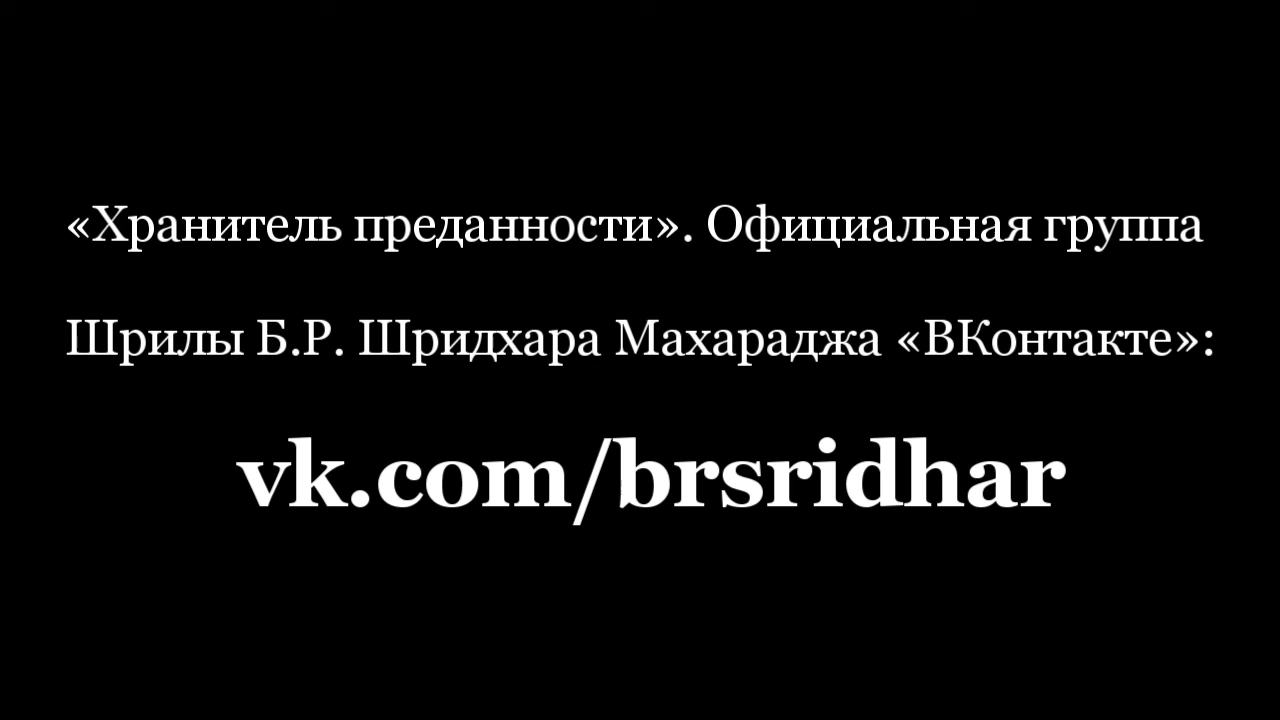 «Хранитель преданности». Официальная группа
Шрилы Б.Р. Шридхара Махараджа «ВКонтакте»:
vk.com/brsridhar